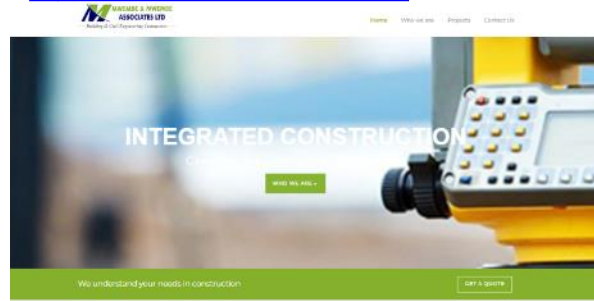 ASSOCIATES LTD
Home Who we are Projects Contact Us
INTEGRATED CONSTRUCTION
WHO WE ARE
We understand your needs in construction
GET A QUOTE